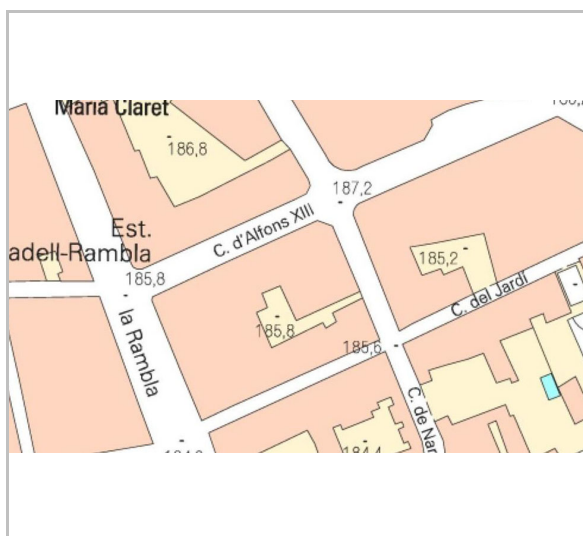 Maria Claret
186,8
187,2
C. d'Alfons XIII
Est.
adell-Rambla
185,2
185,8
C. del Jardí
la Rambla
185,8
185,6
C. de Nar
184,4